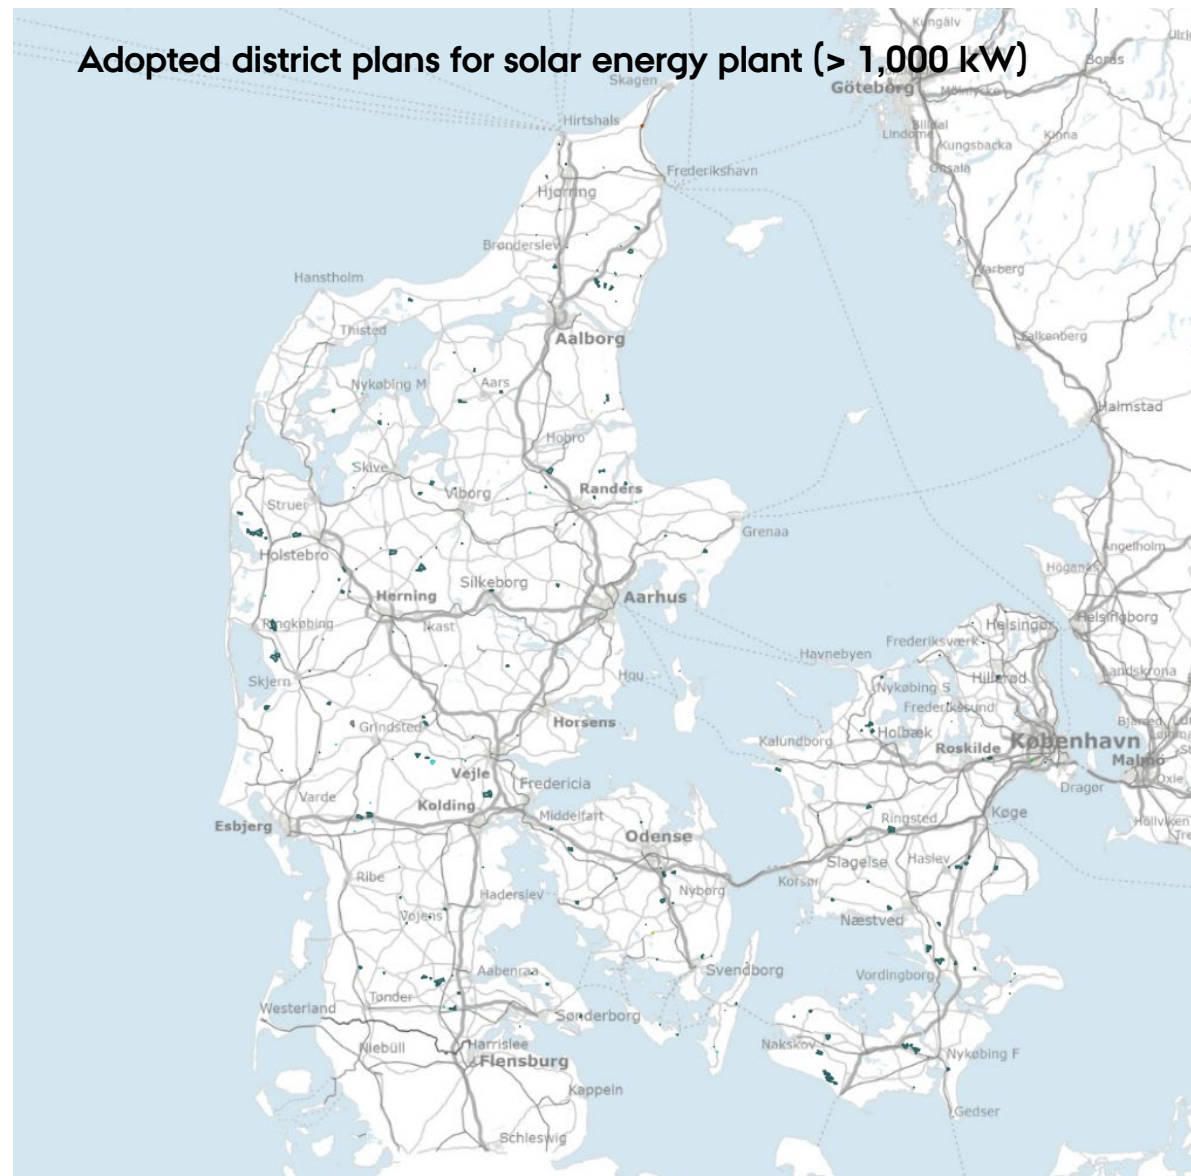 Adopted district plans for solar energy plant (> 1,000 kW)
Kungälv
Borås
Skagen
Göteborg
Mölnlycke
Hirtshals
Billdal
Lindome
Kinna
Kungsbacka
Onsala
Frederikshavn
Hjørring
Brønderslev
Varberg
Hanstholm
Thisted
Aalborg
Falkenberg
Nykøbing M
Aars
Halmstad
Hobro
Skive
Viborg
Randers
Struer
Grenaa
Holstebro
Ängelholm
Höganäs
Silkeborg
Herning
Aarhus
Ringkøbing
Ikast
Helsingør
Helsingborg
Frederiksværk
Havnebyen
Skjern
Hou
Hillerød
Landskrona
Nykøbing S
Frederikssund
Grindsted
Horsens
Holbæk
Kalundborg
Roskilde
København
Malmö
Vejle
Fredericia
Oxie
Dragør
Varde
Kolding
Middelfart
Esbjerg
Odense
Ringsted
Køge
Höllviken
Slagelse
Haslev
Ribe
Nyborg
Korsør
Haderslev
Vojens
Næstved
Aabenraa
Svendborg
Vordingborg
Tønder
Westerland
Sønderborg
Nakskov
Niebüll
Harrislee
Nykøbing F
Flensburg
Kappeln
Gedser
Schleswig